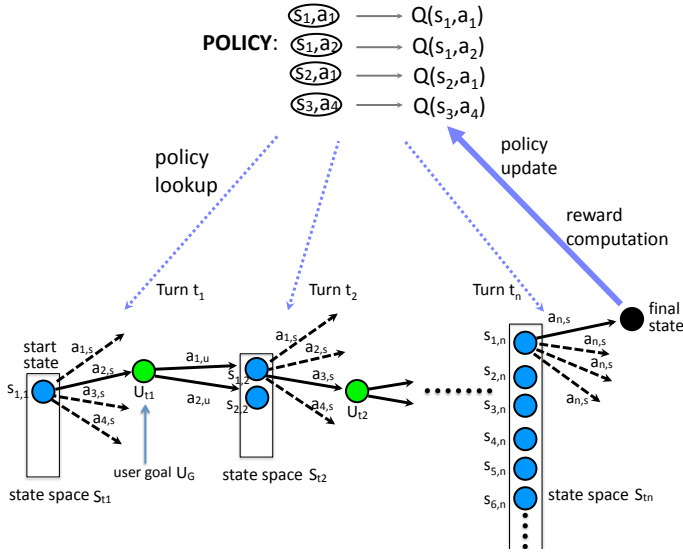 s1,a1 Q(s1,a1)
POLICY: s1,a2 Q(s1,a2)
s2,a1 Q(s2,a1)
s3,a4 Q(s3,a4)
policy
lookup
policy
update
reward
computation
Turn t1
Turn t2
Turn tn
final
state
start
state
a1,s
a2,s
a3,s
a4,s
s1,1
Ut1
a1,u
a2,u
a1,s
a2,s
a3,s
a4,s
s1,2
s2,2
Ut2
an,s
an,s
an,s
an,s
s1,n
s2,n
s3,n
s4,n
s5,n
s6,n
user goal UG
state space St1
state space St2
state space Stn